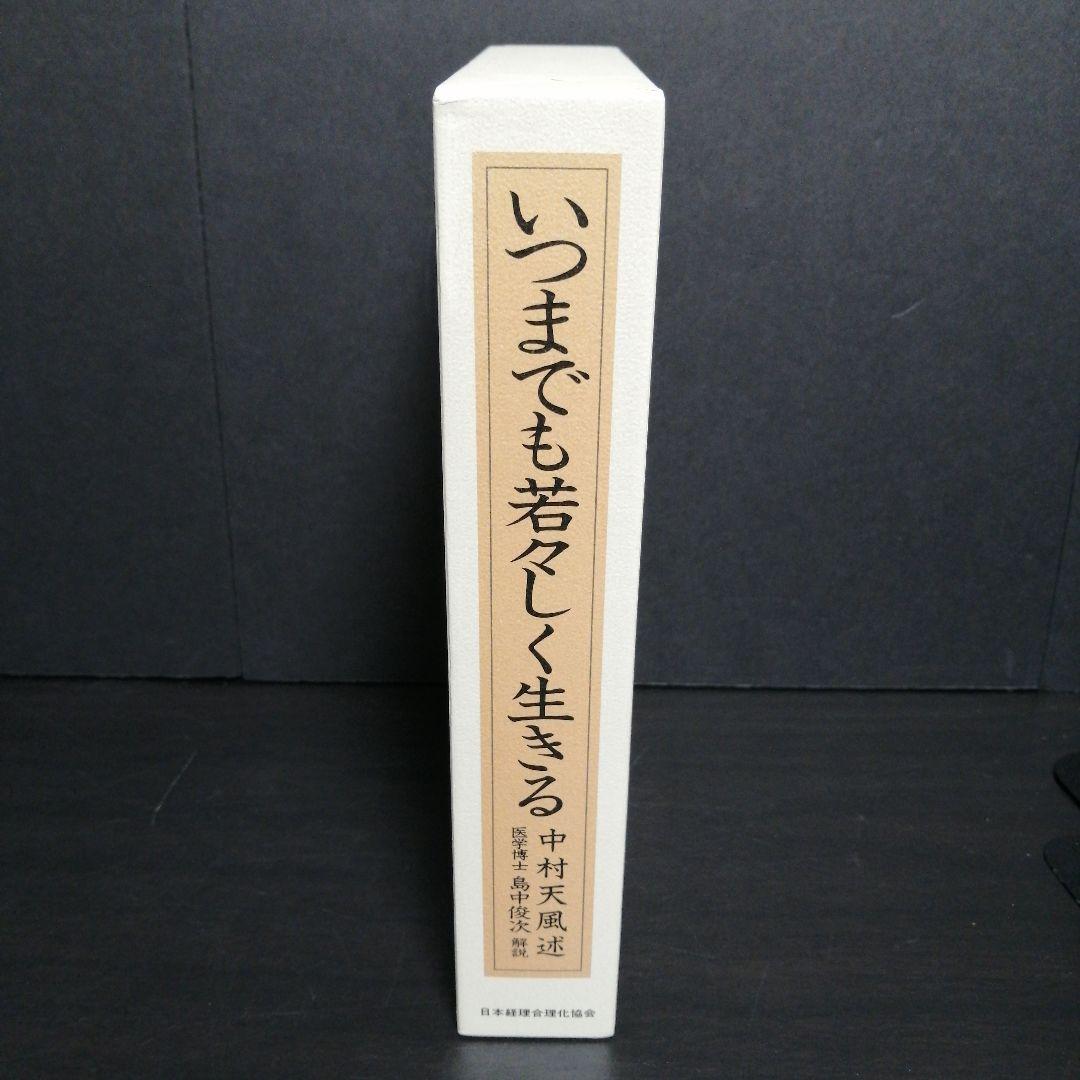 いつまでも若々しく生きる
中村天風述
医学博士 島中俊次 解説
日本経理合理化協会